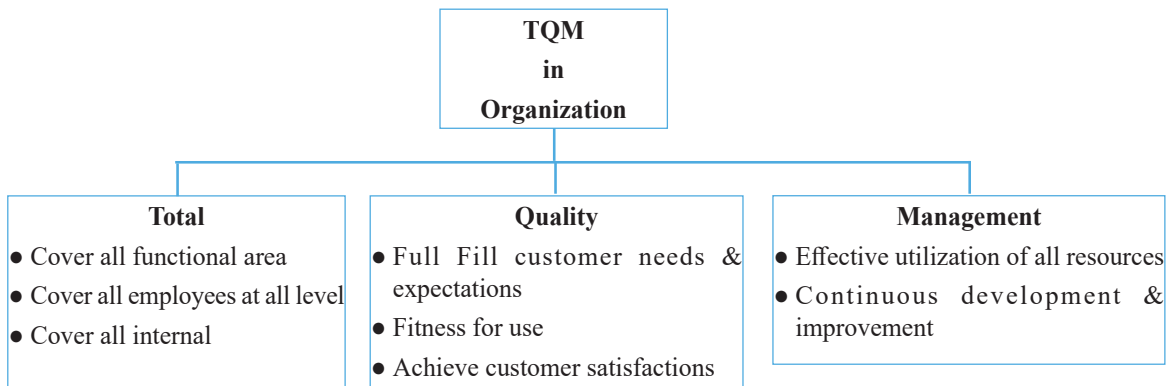 TQM
in
Organization
Total
● Cover all functional area
● Cover all employees at all level
● Cover all internal
Quality
● Full Fill customer needs &
expectations
● Fitness for use
● Achieve customer satisfactions
Management
● Effective utilization of all resources
● Continuous development &
improvement